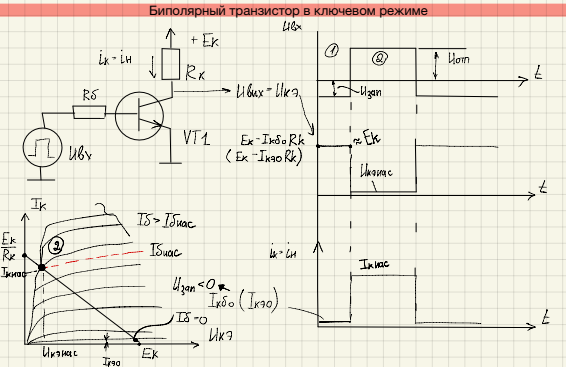 Биполярный транзистор в ключевом режиме
+ Eк
iк = iн
Rк
Rб
Uвых = Uкэ
VT1
Uвх
Uвх
①
②
Uоm
Uзап
t
Eк - Iкбо Rк
(Eк - Iкэо Rк)
≈ Eк
Uкэнас
t
iк = iн
Iкнас
Iкбо (Iкэо)
t
Iк
Eк
Rк
Iкнас
②
Iб > Iбнас
Iбнас
Uзап < 0
Iб = 0
Uкэнас
Iкэо
Eк
Uкэ